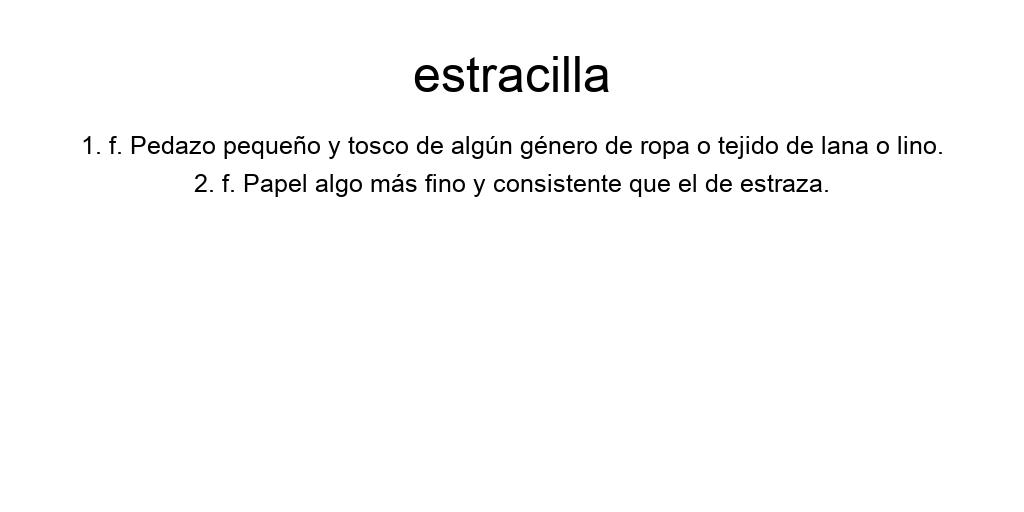 estracilla
1. f. Pedazo pequeño y tosco de algún género de ropa o tejido de lana o lino.
2. f. Papel algo más fino y consistente que el de estraza.